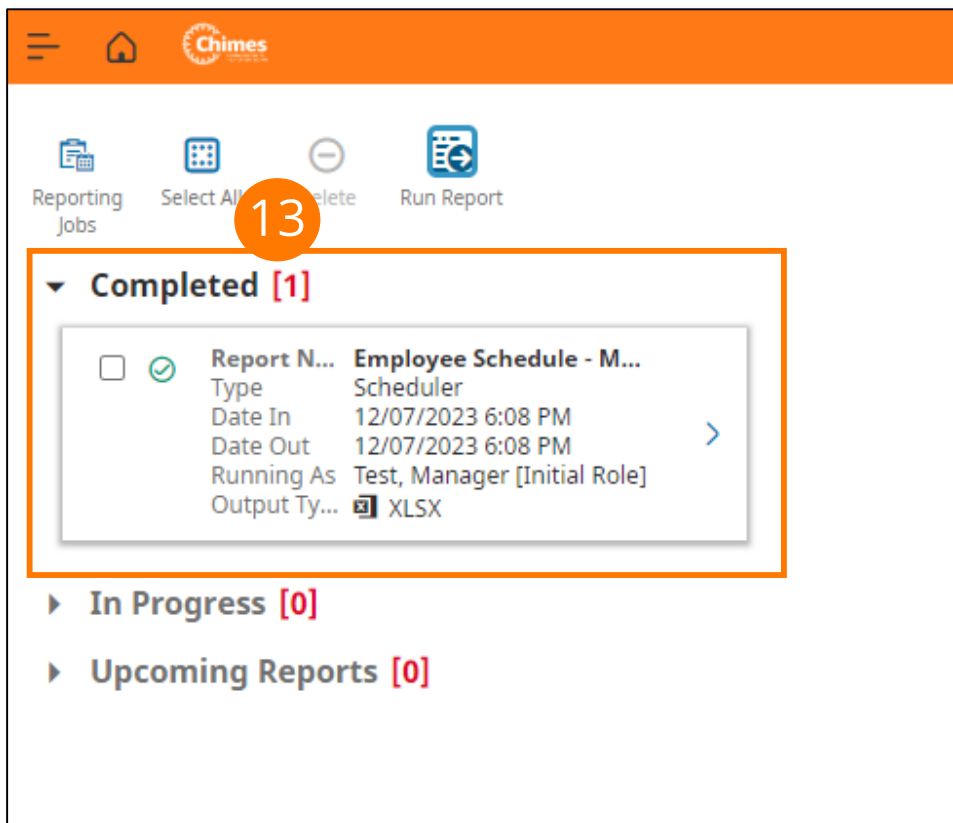 Chimes
Reporting Jobs
Select All
elete
Run Report
13
Completed [1]
Report N... Employee Schedule - M...
Type Scheduler
Date In 12/07/2023 6:08 PM
Date Out 12/07/2023 6:08 PM
Running As Test, Manager [Initial Role]
Output Ty... XLSX
In Progress [0]
Upcoming Reports [0]